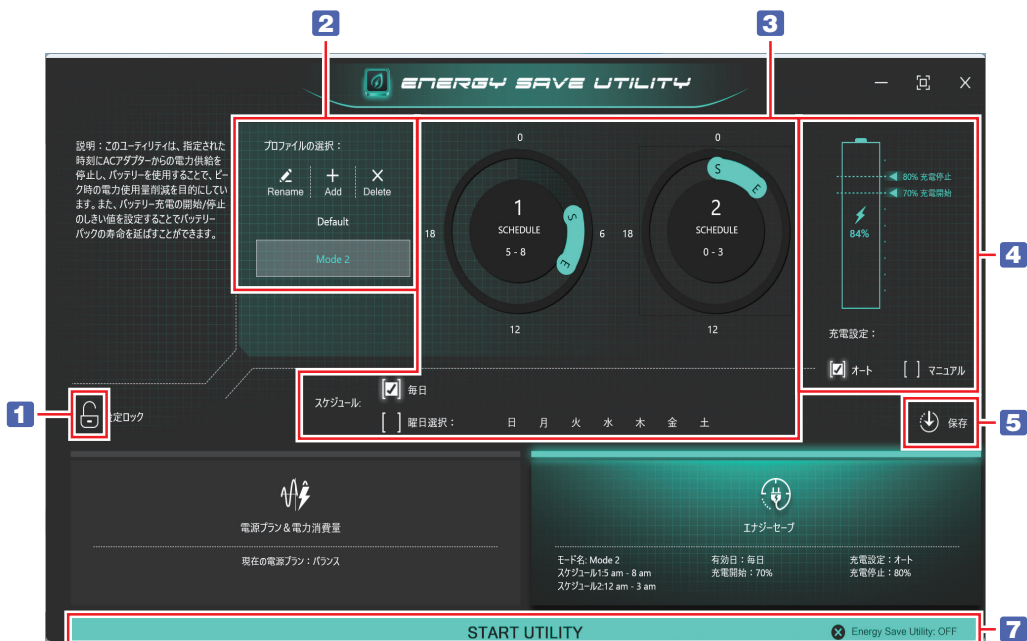 2
3
ENERGY SAVE UTILITY
説明：このユーティリティは、指定された
時刻にACアダプターからの電力供給を
停止し、バッテリーを使用することで、ピー
ク時の電力使用量削減を目的にしてい
ます。また、バッテリー充電の開始/停止
のしきい値を設定することでバッテリー
パックの寿命を延ばすことができます。
プロファイルの選択：
Rename
Add
Delete
Default
Mode 2
0
18
1
SCHEDULE
5 - 8
S
E
6
12
0
18
2
SCHEDULE
0 - 3
S
E
12
80% 充電停止
70% 充電開始
84%
4
充電設定：
[✓] オート
[ ] マニュアル
1
定ロック
スケジュール:
[✓] 毎日
[ ] 曜日選択：
日 月 火 水 木 金 土
保存
5
電源プラン＆電力消費量
現在の電源プラン：バランス
エナジーセーブ
モード名: Mode 2
スケジュール1:5 am - 8 am
スケジュール2:12 am - 3 am
有効日：毎日
充電開始：70%
充電設定：オート
充電停止：80%
START UTILITY
Energy Save Utility: OFF
7